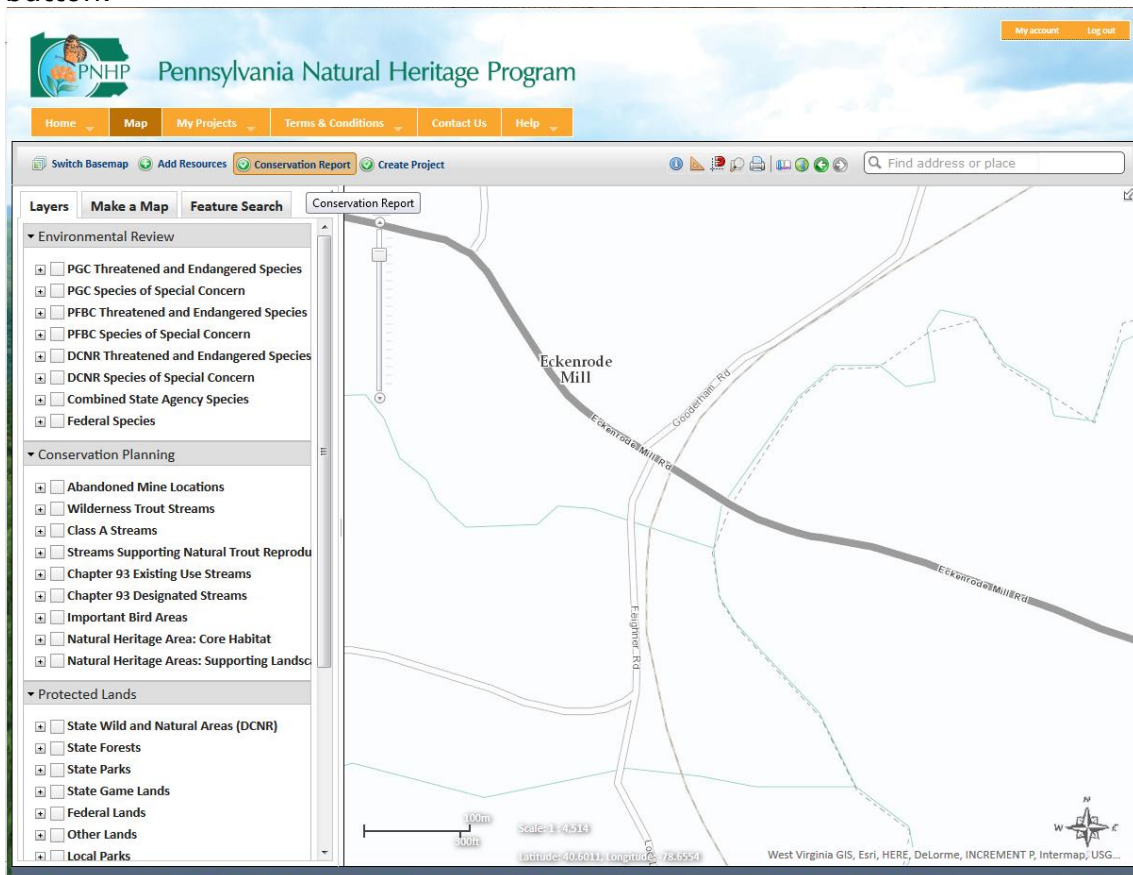 button.
My account Log out
PNHP Pennsylvania Natural Heritage Program
Home Map My Projects Terms & Conditions Contact Us Help
Switch Basemap Add Resources Conservation Report Create Project Find address or place
Layers Make a Map Feature Search Conservation Report
Environmental Review
PGC Threatened and Endangered Species
PGC Species of Special Concern
PFBC Threatened and Endangered Species
PFBC Species of Special Concern
DCNR Threatened and Endangered Species
DCNR Species of Special Concern
Combined State Agency Species
Federal Species
Conservation Planning
Abandoned Mine Locations
Wilderness Trout Streams
Class A Streams
Streams Supporting Natural Trout Reprodu
Chapter 93 Existing Use Streams
Chapter 93 Designated Streams
Important Bird Areas
Natural Heritage Area: Core Habitat
Natural Heritage Areas: Supporting Landsca
Protected Lands
State Wild and Natural Areas (DCNR)
State Forests
State Parks
State Game Lands
Federal Lands
Other Lands
Local Parks
Eckenrode
Mill
Gooderham Rd
Eckenrode Mill Rd
Eckenrode Mill Rd
Feighner Rd
N
W E
100m
300ft
Scale: 1 : 4,514
Latitude: 40.6011, Longitude: -78.6554
West Virginia GIS, Esri, HERE, DeLorme, INCREMENT P, Intermap, USG...